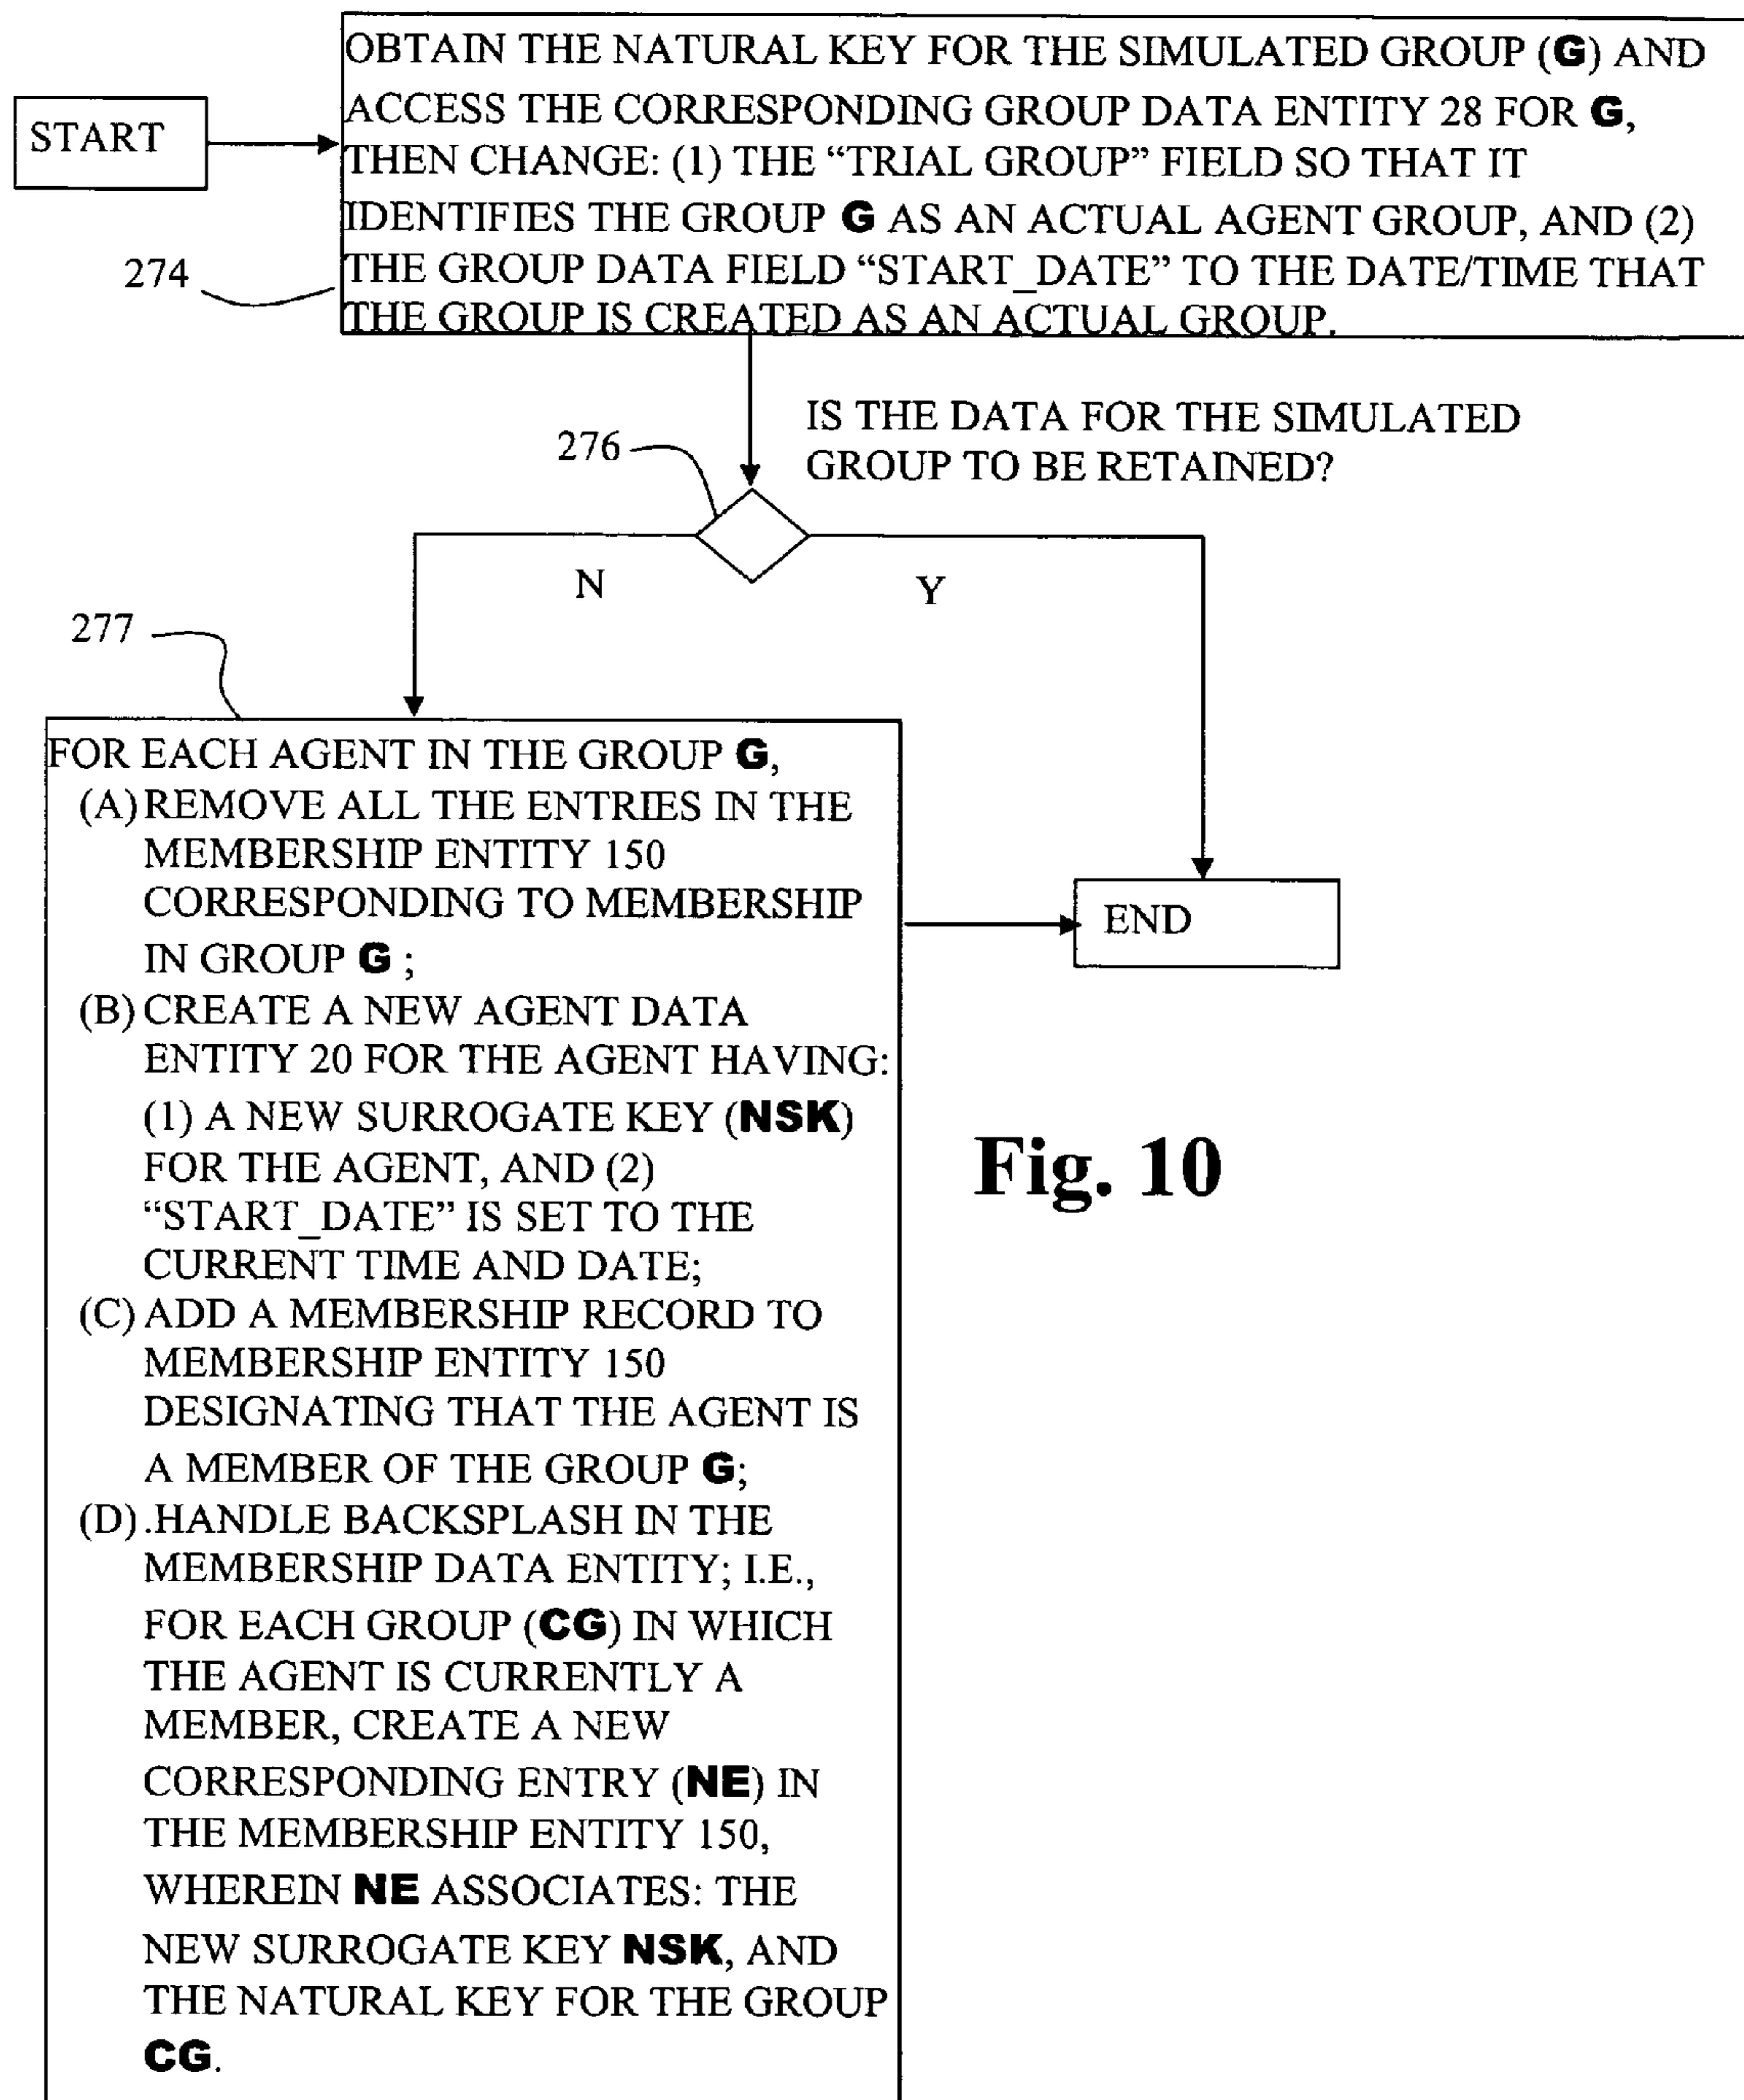 OBTAIN THE NATURAL KEY FOR THE SIMULATED GROUP (G) AND
ACCESS THE CORRESPONDING GROUP DATA ENTITY 28 FOR G,
THEN CHANGE: (1) THE “TRIAL GROUP” FIELD SO THAT IT
IDENTIFIES THE GROUP G AS AN ACTUAL AGENT GROUP, AND (2)
THE GROUP DATA FIELD “START_DATE” TO THE DATE/TIME THAT
THE GROUP IS CREATED AS AN ACTUAL GROUP.
START
274
IS THE DATA FOR THE SIMULATED
GROUP TO BE RETAINED?
276
N
Y
277
FOR EACH AGENT IN THE GROUP G,
(A) REMOVE ALL THE ENTRIES IN THE
MEMBERSHIP ENTITY 150
CORRESPONDING TO MEMBERSHIP
IN GROUP G ;
(B) CREATE A NEW AGENT DATA
ENTITY 20 FOR THE AGENT HAVING:
(1) A NEW SURROGATE KEY (NSK)
FOR THE AGENT, AND (2)
“START_DATE” IS SET TO THE
CURRENT TIME AND DATE;
(C) ADD A MEMBERSHIP RECORD TO
MEMBERSHIP ENTITY 150
DESIGNATING THAT THE AGENT IS
A MEMBER OF THE GROUP G;
(D) .HANDLE BACKSPLASH IN THE
MEMBERSHIP DATA ENTITY; I.E.,
FOR EACH GROUP (CG) IN WHICH
THE AGENT IS CURRENTLY A
MEMBER, CREATE A NEW
CORRESPONDING ENTRY (NE) IN
THE MEMBERSHIP ENTITY 150,
WHEREIN NE ASSOCIATES: THE
NEW SURROGATE KEY NSK, AND
THE NATURAL KEY FOR THE GROUP
CG.
END
Fig. 10